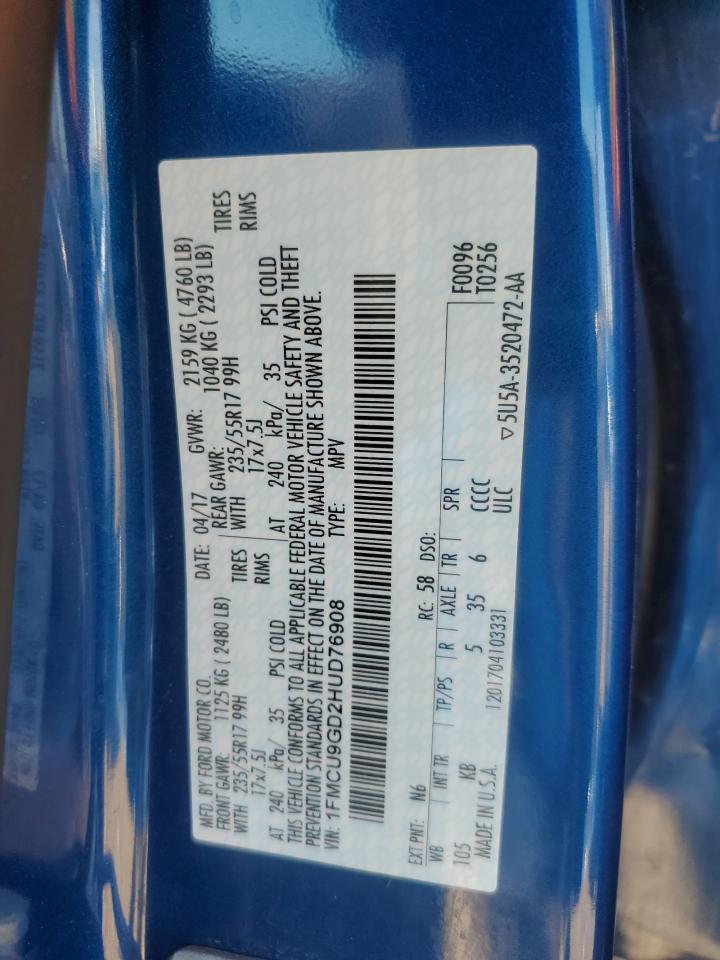 MFD. BY FORD MOTOR CO.
DATE: 04/17 GVWR: 2159 KG ( 4760 LB)
FRONT GAWR: 1125 KG ( 2480 LB) REAR GAWR: 1040 KG ( 2293 LB)
WITH 235/55R17 99H TIRES WITH 235/55R17 99H TIRES
17x7.5J RIMS 17x7.5J RIMS
AT 240 kPa/ 35 PSI COLD AT 240 kPa/ 35 PSI COLD
THIS VEHICLE CONFORMS TO ALL APPLICABLE FEDERAL MOTOR VEHICLE SAFETY AND THEFT
PREVENTION STANDARDS IN EFFECT ON THE DATE OF MANUFACTURE SHOWN ABOVE.
VIN: 1FMCU9GD2HUD76908 TYPE: MPV
EXT PNT: N6 RC: 58 DSO:
WB INT TR TP/PS R AXLE TR SPR F0096
105 KB 5 35 6 CCCC T0256
MADE IN U.S.A. 1201704103331 ULC
▽5U5A-3520472-AA